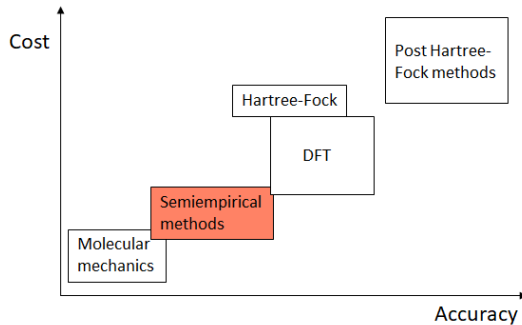 Cost
Post Hartree-
Fock methods
Hartree-Fock
DFT
Semiempirical
methods
Molecular
mechanics
Accuracy